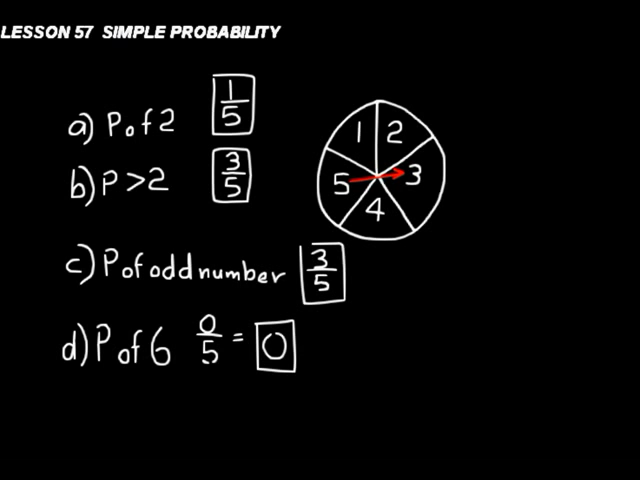 LESSON 57 SIMPLE PROBABILITY
a) P of 2 1/5
b) P > 2 3/5
c) P of odd number 3/5
d) P of 6 0/5 = 0
1 2
5 3
4